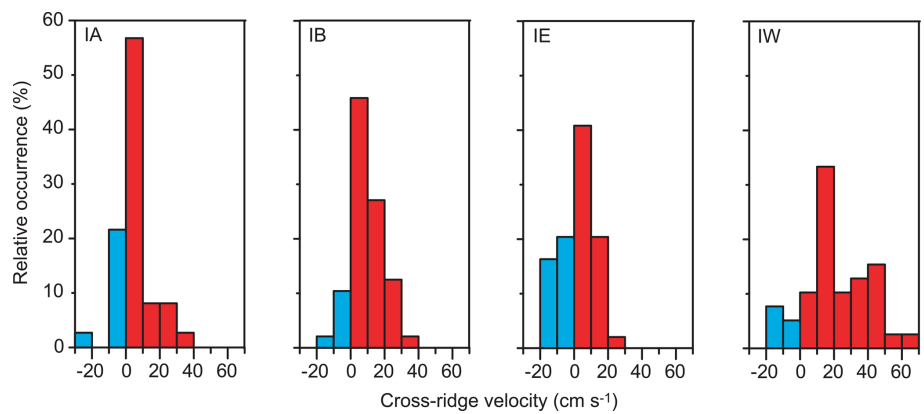 60
50
40
30
20
10
0
Relative occurrence (%)
IA
IB
IE
IW
-20 0 20 40 60
-20 0 20 40 60
-20 0 20 40 60
-20 0 20 40 60
Cross-ridge velocity (cm s⁻¹)